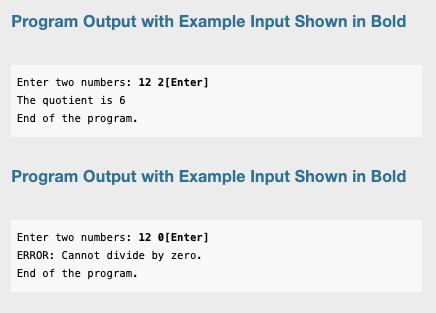 Program Output with Example Input Shown in Bold
Enter two numbers: 12 2[Enter]
The quotient is 6
End of the program.
Program Output with Example Input Shown in Bold
Enter two numbers: 12 0[Enter]
ERROR: Cannot divide by zero.
End of the program.